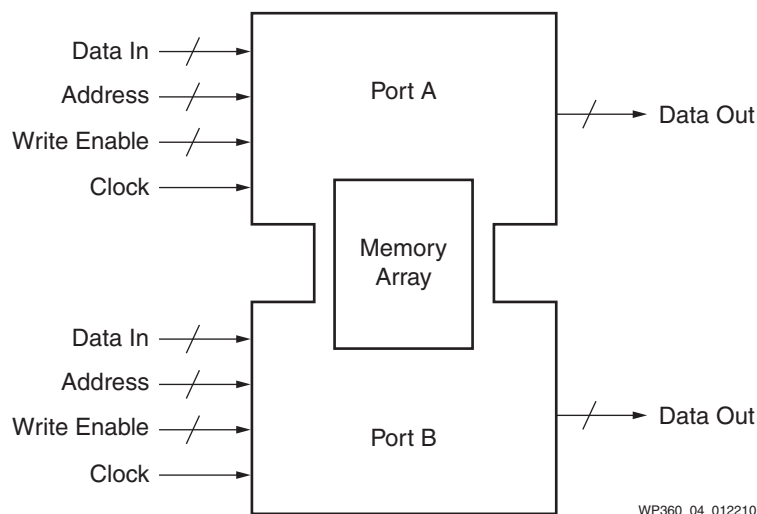 Data In
Address
Write Enable
Clock
Port A
Data Out
Memory
Array
Data In
Address
Write Enable
Clock
Port B
Data Out
WP360_04_012210